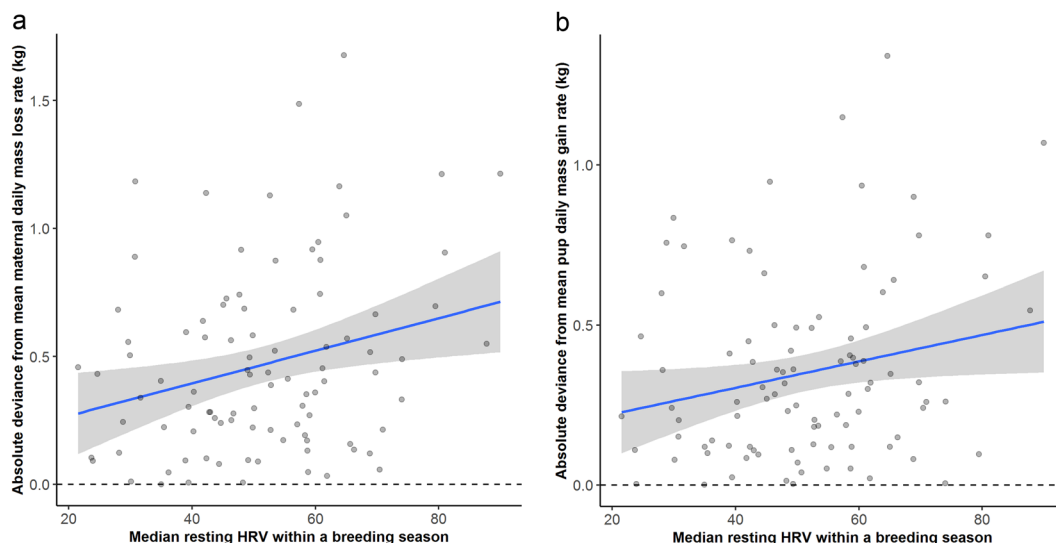 a
Absolute deviance from mean maternal daily mass loss rate (kg)
1.5
1.0
0.5
0.0
20
40
60
80
Median resting HRV within a breeding season
b
Absolute deviance from mean pup daily mass gain rate (kg)
1.0
0.5
0.0
20
40
60
80
Median resting HRV within a breeding season